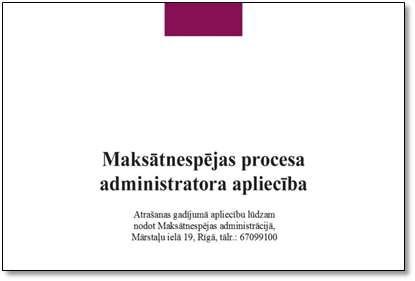 Maksātnespējas procesa
administratora apliecība
Atrašanas gadījumā apliecību lūdzam
nodot Maksātnespējas administrācijā,
Mārstaļu ielā 19, Rīgā, tālr.: 67099100